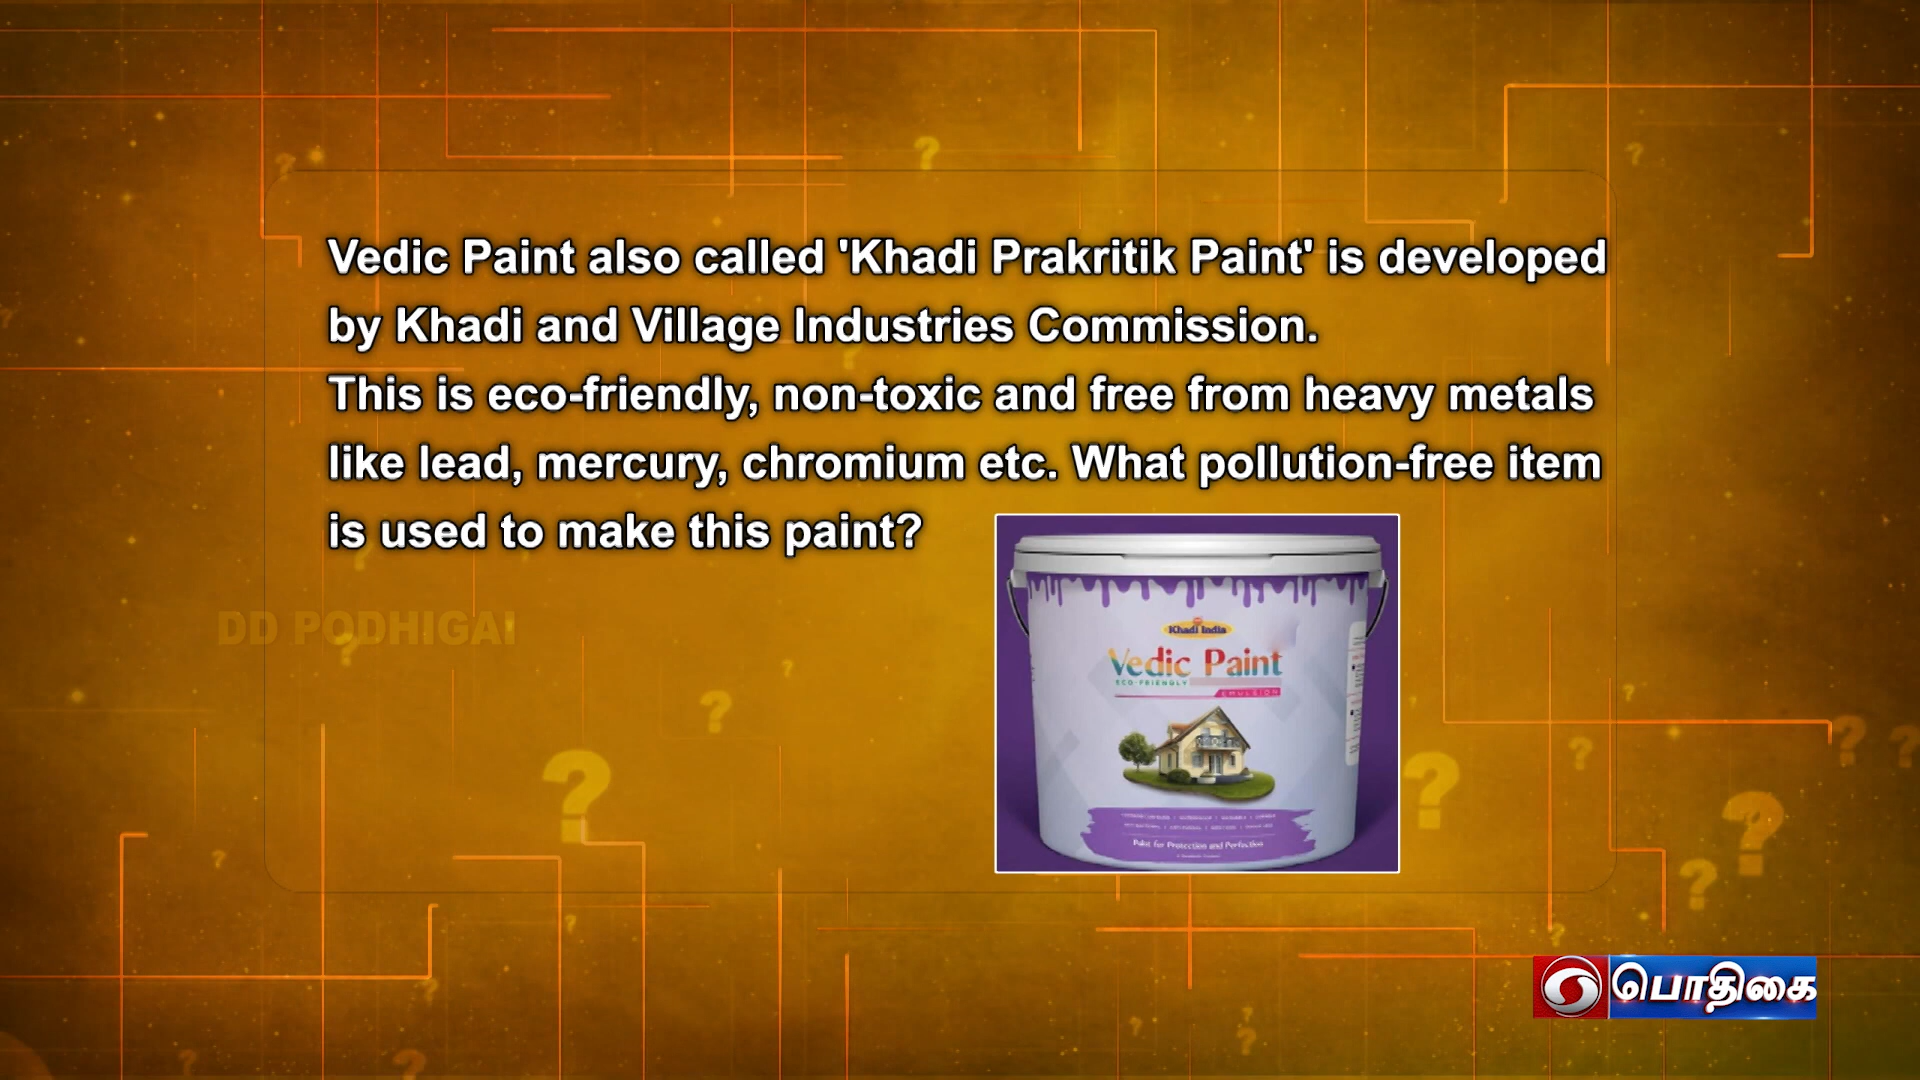 Vedic Paint also called 'Khadi Prakritik Paint' is developed
by Khadi and Village Industries Commission.
This is eco-friendly, non-toxic and free from heavy metals
like lead, mercury, chromium etc. What pollution-free item
is used to make this paint?
DD PODHIGAI
Khadi India
Vedic Paint
ECO-FRIENDLY
EMULSION
Paint for Protection and Perfection
பொதிகை